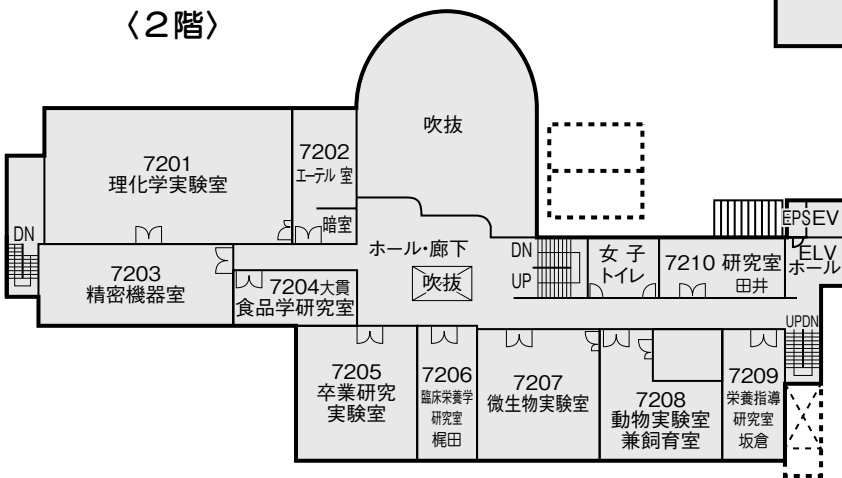 〈2階〉
吹抜
7201
理化学実験室
7202
エーテル 室
暗室
DN
7203
精密機器室
7204大貫
食品学研究室
ホール・廊下
吹抜
DN
UP
女子
トイレ
7210 研究室
田井
EPS
EV
ELV
ホール
UPDN
7205
卒業研究
実験室
7206
臨床栄養学
研究室
梶田
7207
微生物実験室
7208
動物実験室
兼飼育室
7209
栄養指導
研究室
坂倉